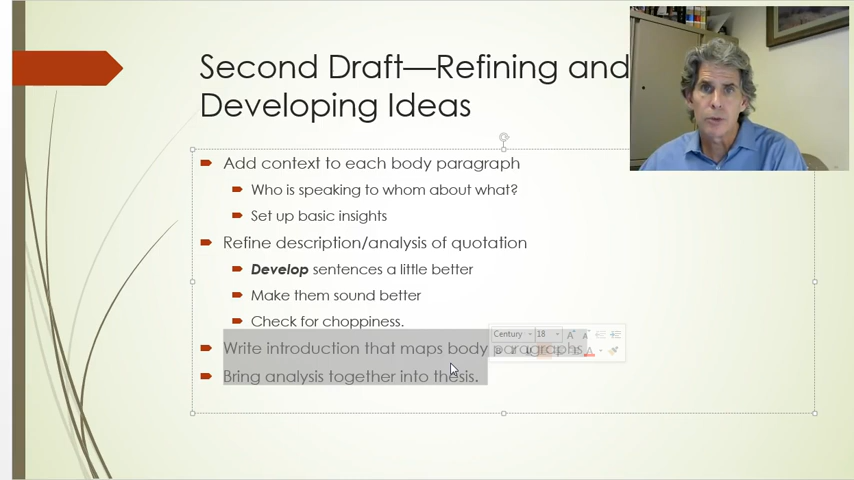 Second Draft—Refining and
Developing Ideas
Add context to each body paragraph
Who is speaking to whom about what?
Set up basic insights
Refine description/analysis of quotation
Develop sentences a little better
Make them sound better
Check for choppiness.
Century 18
Write introduction that maps body paragraphs
Bring analysis together into thesis.